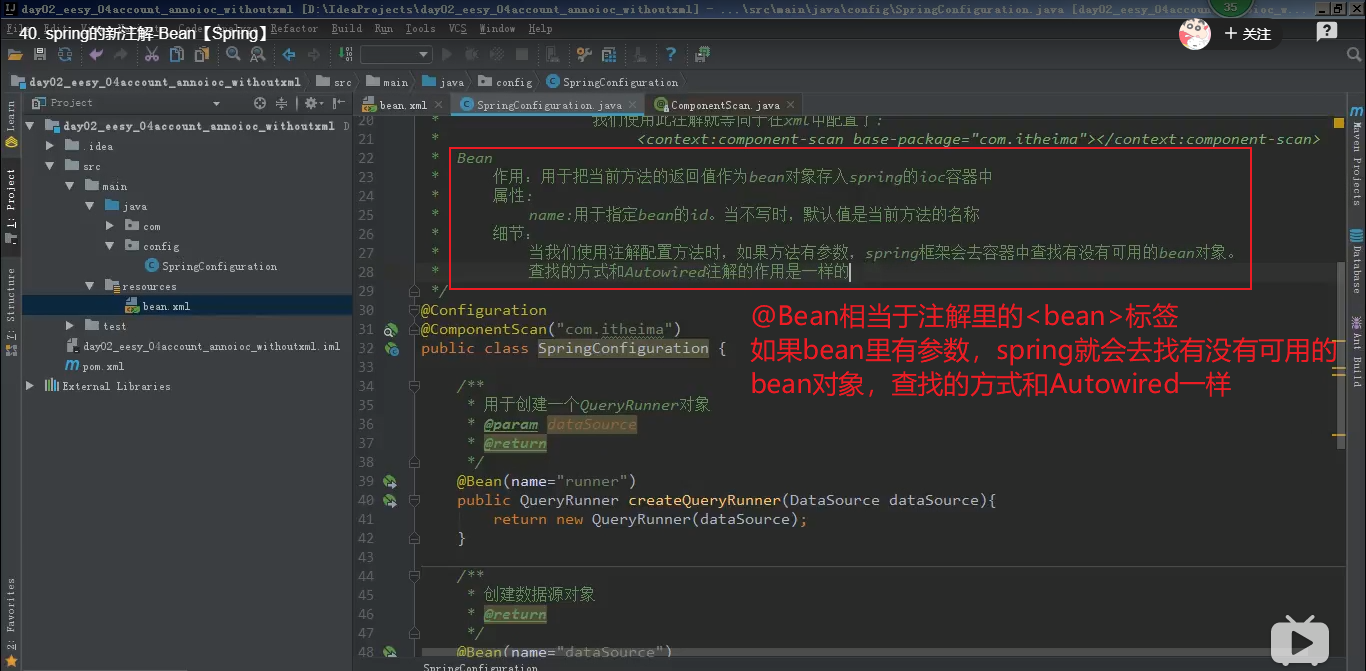 day02_eesy_04account_annoioc_withoutxml [D:\IdeaProjects\day02_eesy_04account_annoioc_withoutxml] - ...\src\main\java\config\SpringConfiguration.java
40. spring的新注解-Bean【Spring】
Refactor Build Run Tools VCS Window Help
35
+ 关注
day02_eesy_04account_annoioc_withoutxml src main java config SpringConfiguration
Project
bean.xml
SpringConfiguration.java
ComponentScan.java
Learn
1: Project
7: Structure
2: Favorites
day02_eesy_04account_annoioc_withoutxml D
.idea
src
main
java
com
config
SpringConfiguration
resources
bean.xml
test
day02_eesy_04account_annoioc_withoutxml.iml
pom.xml
External Libraries
20 * 我们使用此注解就等同于在xml中配置了:
21 * <context:component-scan base-package="com.itheima"></context:component-scan>
22 * Bean
23 * 作用: 用于把当前方法的返回值作为bean对象存入spring的ioc容器中
24 * 属性:
25 * name:用于指定bean的id。当不写时，默认值是当前方法的名称
26 * 细节:
27 * 当我们使用注解配置方法时，如果方法有参数，spring框架会去容器中查找有没有可用的bean对象。
28 * 查找的方式和Autowired注解的作用是一样的
29 */
30 @Configuration
31 @ComponentScan("com.itheima")
32 public class SpringConfiguration {
33
34 /**
35 * 用于创建一个QueryRunner对象
36 * @param dataSource
37 * @return
38 */
39 @Bean(name="runner")
40 public QueryRunner createQueryRunner(DataSource dataSource){
41 return new QueryRunner(dataSource);
42 }
43
44 /**
45 * 创建数据源对象
46 * @return
47 */
48 @Bean(name="dataSource")
SpringConfiguration
@Bean相当于注解里的<bean>标签
如果bean里有参数，spring就会去找有没有可用的
bean对象，查找的方式和Autowired一样
Maven Projects
Database
Ant Build